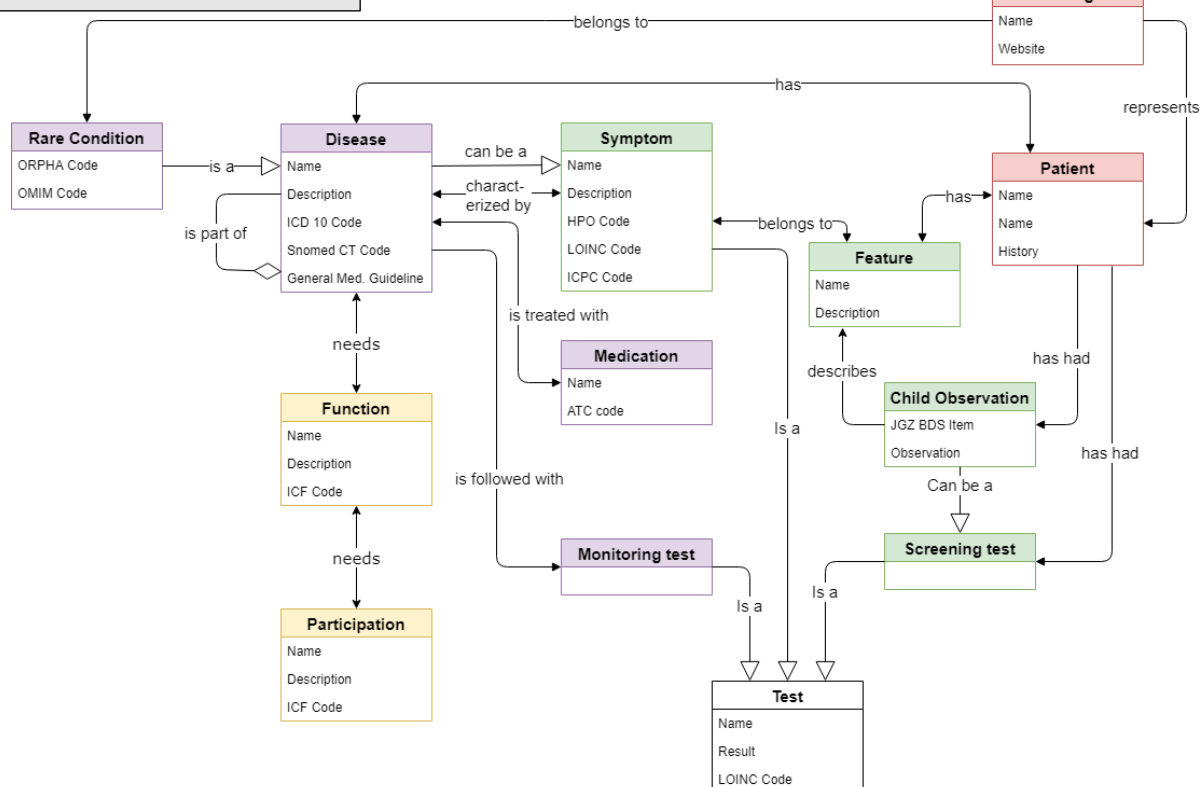 belongs to
Name
Website
has
represents
Rare Condition
ORPHA Code
OMIM Code
is a
Disease
Name
Description
ICD 10 Code
Snomed CT Code
General Med. Guideline
is part of
can be a
charact-
erized by
Symptom
Name
Description
HPO Code
LOINC Code
ICPC Code
belongs to
has
Patient
Name
Name
History
Feature
Name
Description
is treated with
needs
Medication
Name
ATC code
describes
has had
Child Observation
JGZ BDS Item
Observation
Function
Name
Description
ICF Code
Is a
has had
is followed with
Can be a
needs
Monitoring test
Screening test
Is a
Is a
Participation
Name
Description
ICF Code
Test
Name
Result
LOINC Code